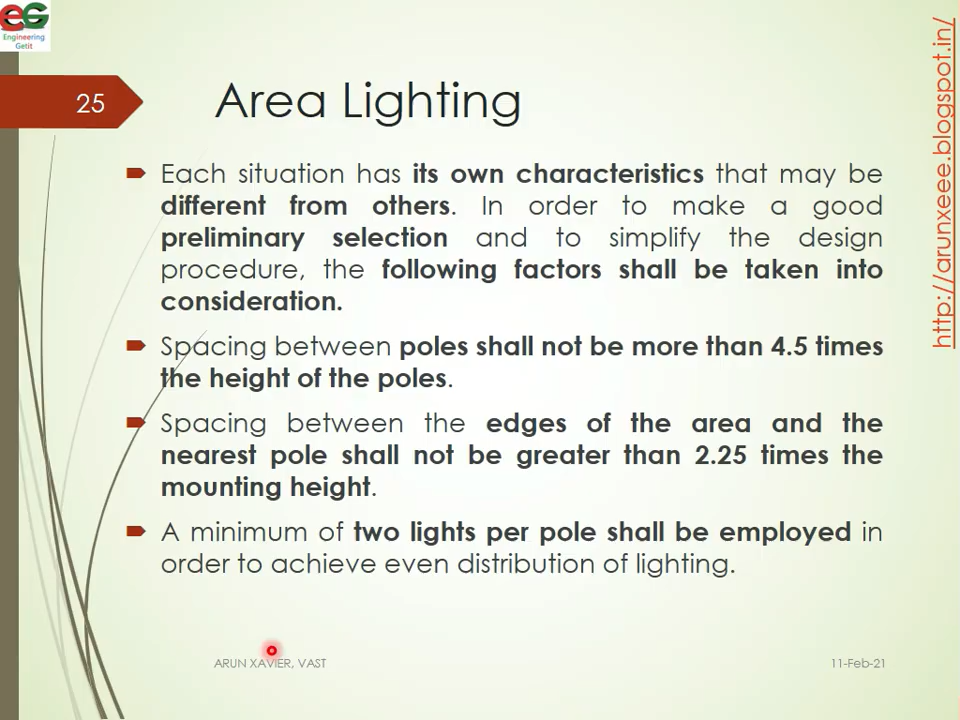 EG
Engineering
Getit
25
Area Lighting
Each situation has its own characteristics that may be
different from others. In order to make a good
preliminary selection and to simplify the design
procedure, the following factors shall be taken into
consideration.
Spacing between poles shall not be more than 4.5 times
the height of the poles.
Spacing between the edges of the area and the
nearest pole shall not be greater than 2.25 times the
mounting height.
A minimum of two lights per pole shall be employed in
order to achieve even distribution of lighting.
ARUN XAVIER, VAST
11-Feb-21
http://arunxeee.blogspot.in/